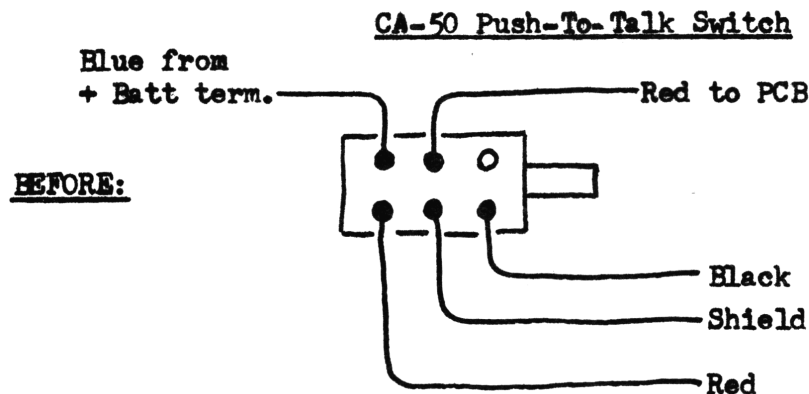 CA-50 Push-To-Talk Switch
Blue from
+ Batt term.
Red to PCB
BEFORE:
Black
Shield
Red